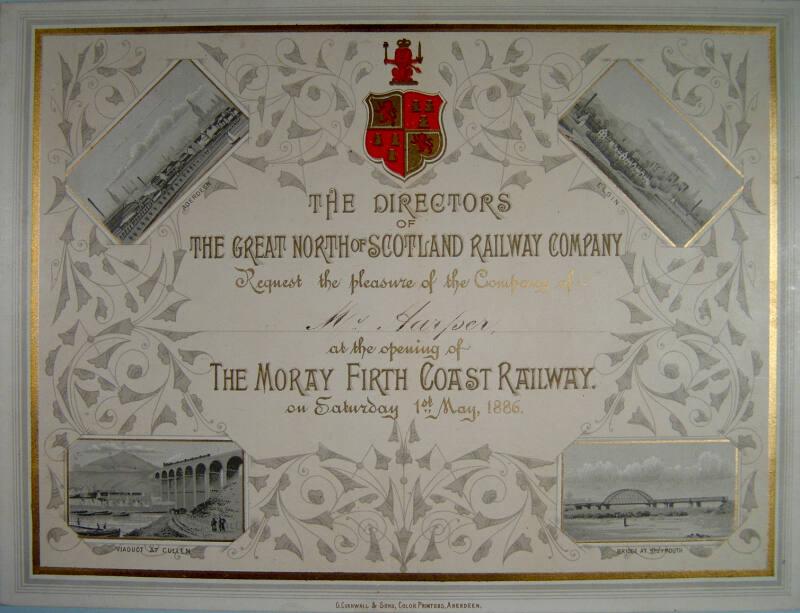 ABERDEEN
ELGIN
THE DIRECTORS
OF
THE GREAT NORTH OF SCOTLAND RAILWAY COMPANY
Request the pleasure of the Company of
Mr Harper,
at the opening of
THE MORAY FIRTH COAST RAILWAY.
on Saturday 1st May, 1886.
VIADUCT AT CULLEN
BRIDGE AT SPEYMOUTH
G. CORNWALL & SONS, COLOR PRINTERS, ABERDEEN.